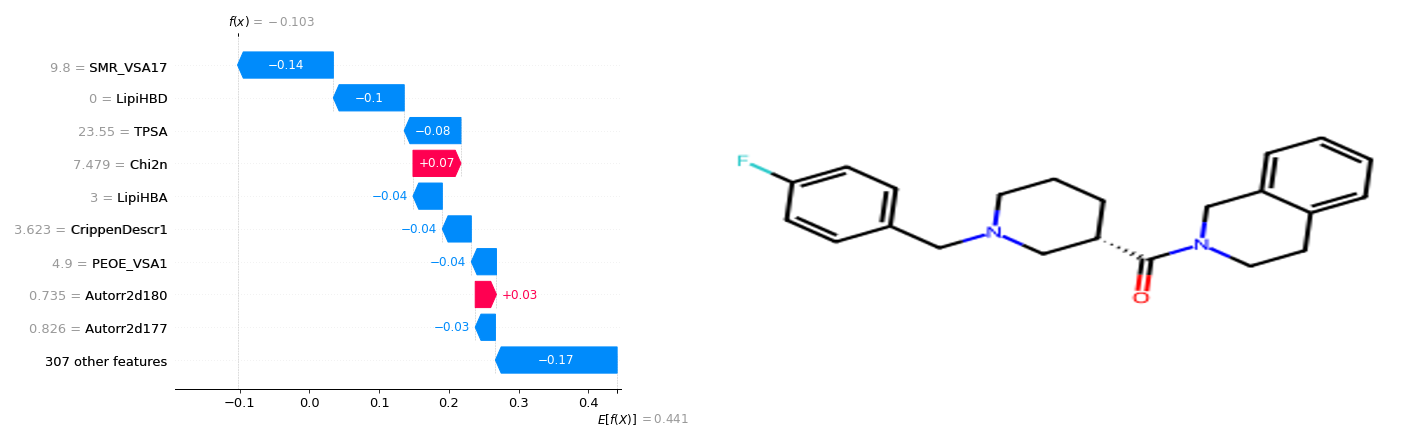 f(x) = −0.103
9.8 = SMR_VSA17
−0.14
0 = LipiHBD
−0.1
23.55 = TPSA
−0.08
7.479 = Chi2n
+0.07
3 = LipiHBA
−0.04
3.623 = CrippenDescr1
−0.04
4.9 = PEOE_VSA1
−0.04
0.735 = Autorr2d180
+0.03
0.826 = Autorr2d177
−0.03
307 other features
−0.17
−0.1 0.0 0.1 0.2 0.3 0.4
E[f(X)] = 0.441
F
N
N
O